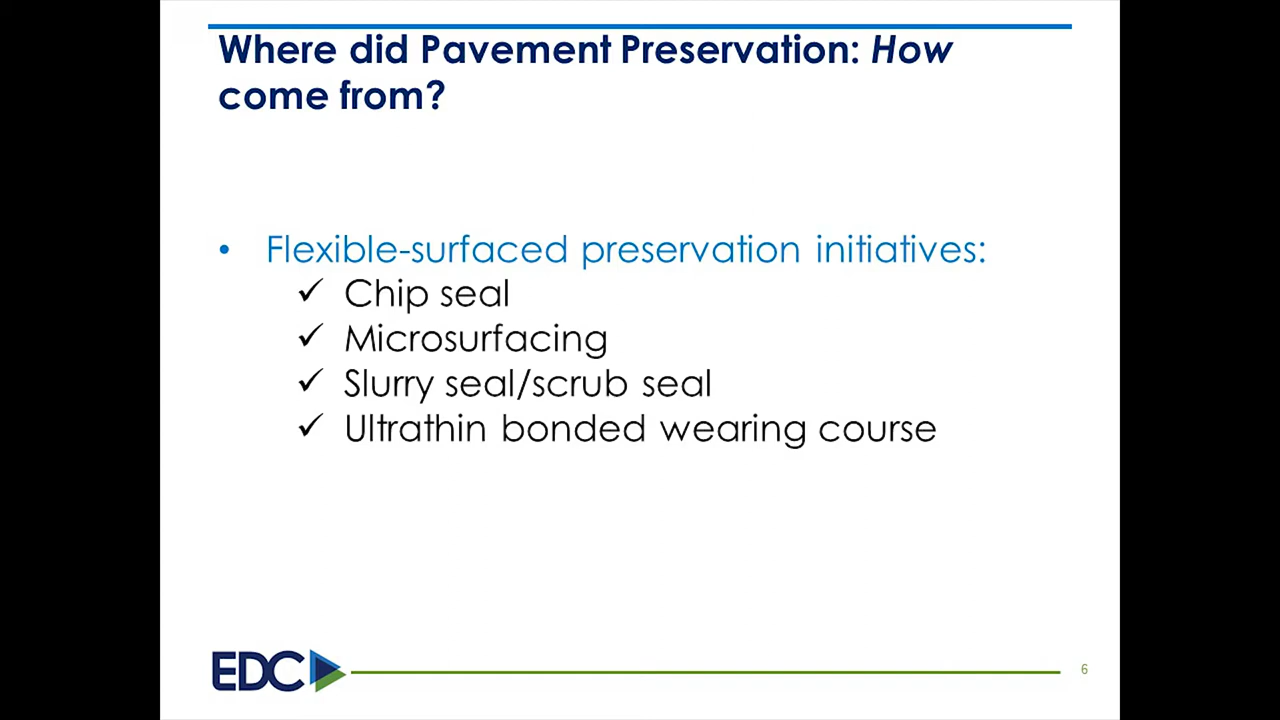 Where did Pavement Preservation: How
come from?
• Flexible-surfaced preservation initiatives:
✓ Chip seal
✓ Microsurfacing
✓ Slurry seal/scrub seal
✓ Ultrathin bonded wearing course
EDC
6